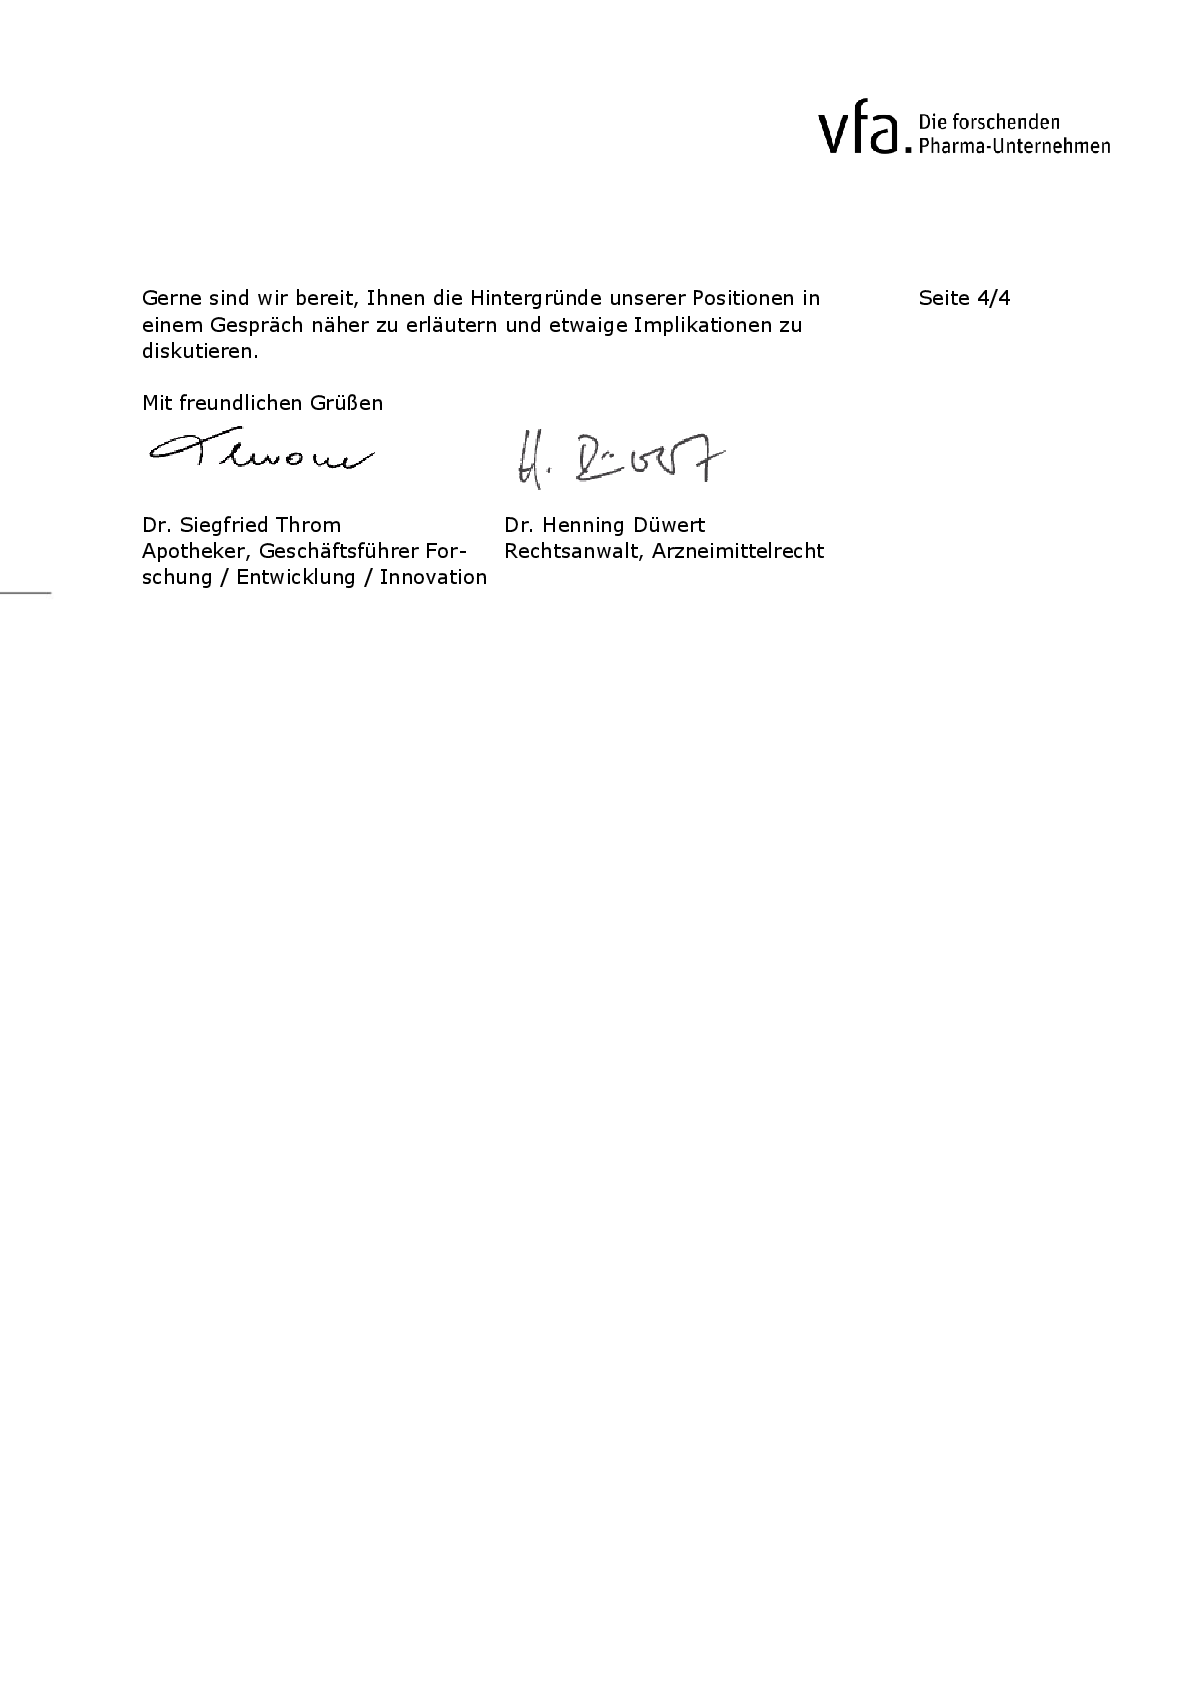 vfa. Die forschenden
Pharma-Unternehmen
Gerne sind wir bereit, Ihnen die Hintergründe unserer Positionen in
einem Gespräch näher zu erläutern und etwaige Implikationen zu
diskutieren.
Seite 4/4
Mit freundlichen Grüßen
Throm
H. Düwert
Dr. Siegfried Throm
Apotheker, Geschäftsführer For-
schung / Entwicklung / Innovation
Dr. Henning Düwert
Rechtsanwalt, Arzneimittelrecht